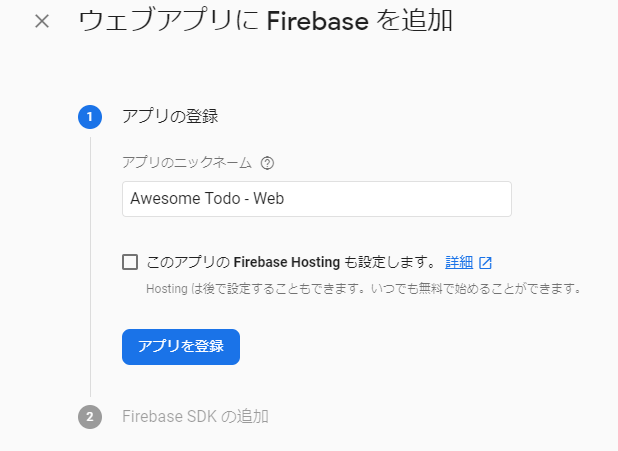 ウェブアプリに Firebase を追加
1 アプリの登録
アプリのニックネーム ?
Awesome Todo - Web
このアプリの Firebase Hosting も設定します。 詳細
Hosting は後で設定することもできます。いつでも無料で始めることができます。
アプリを登録
2 Firebase SDK の追加